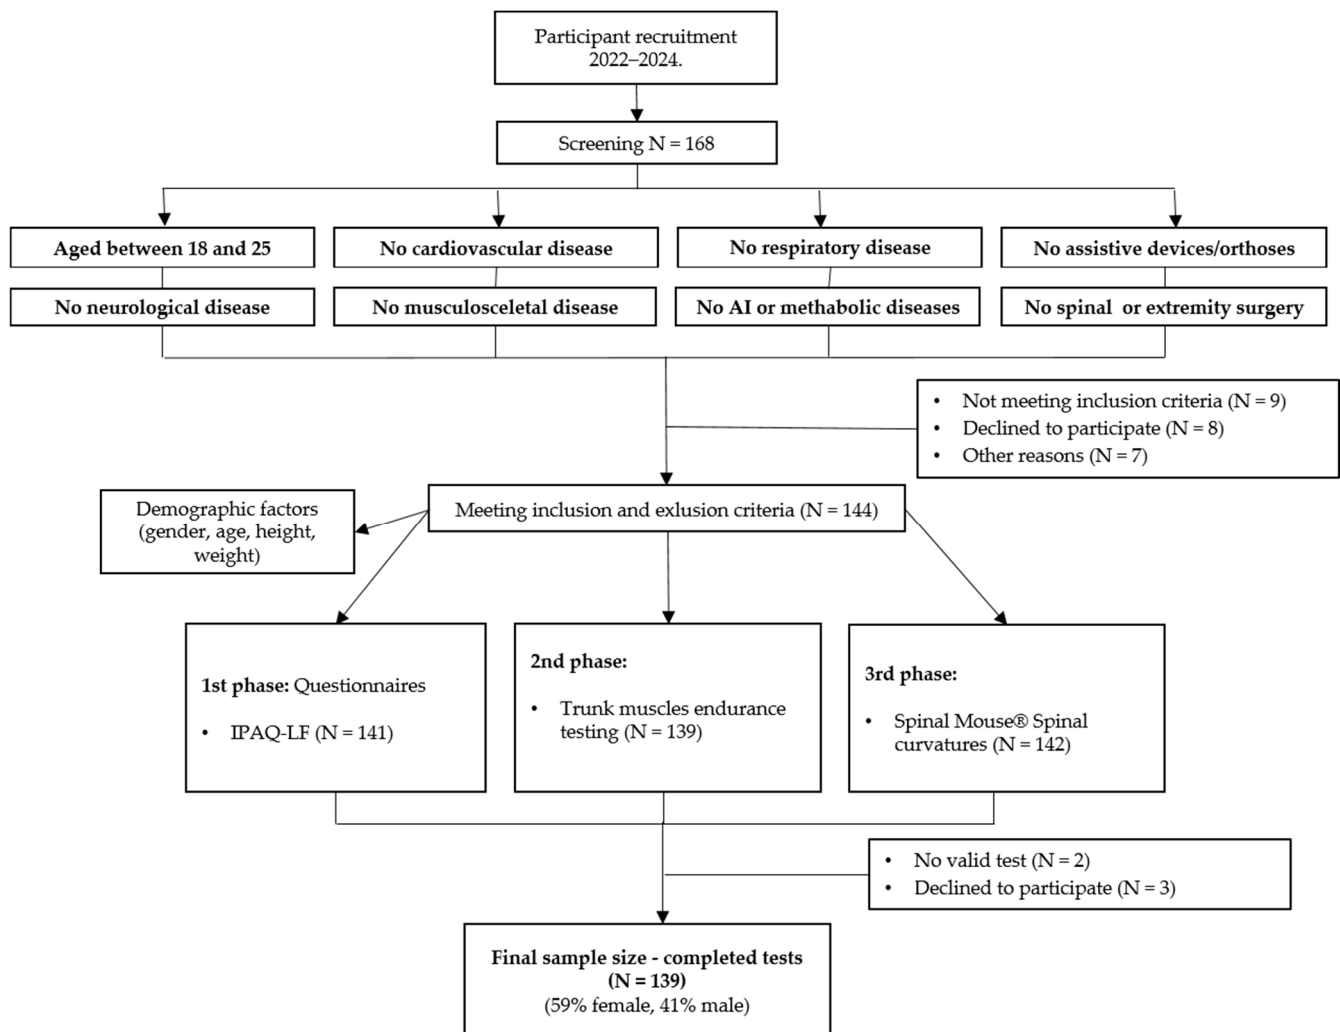 Participant recruitment
2022–2024.
Screening N = 168
Aged between 18 and 25
No cardiovascular disease
No respiratory disease
No assistive devices/orthoses
No neurological disease
No musculosceletal disease
No AI or methabolic diseases
No spinal or extremity surgery
• Not meeting inclusion criteria (N = 9)
• Declined to participate (N = 8)
• Other reasons (N = 7)
Meeting inclusion and exlusion criteria (N = 144)
Demographic factors
(gender, age, height,
weight)
1st phase: Questionnaires
• IPAQ-LF (N = 141)
2nd phase:
• Trunk muscles endurance
testing (N = 139)
3rd phase:
• Spinal Mouse® Spinal
curvatures (N = 142)
• No valid test (N = 2)
• Declined to participate (N = 3)
Final sample size - completed tests
(N = 139)
(59% female, 41% male)